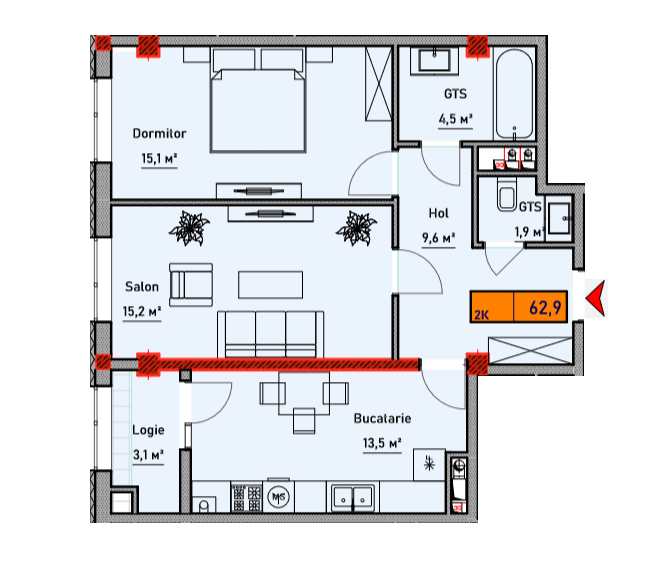 GTS
4,5 м²
Dormitor
15,1 м²
GTS
1,9 м²
Hol
9,6 м²
Salon
15,2 м²
2K
62,9
Bucatarie
13,5 м²
Logie
3,1 м²
MS